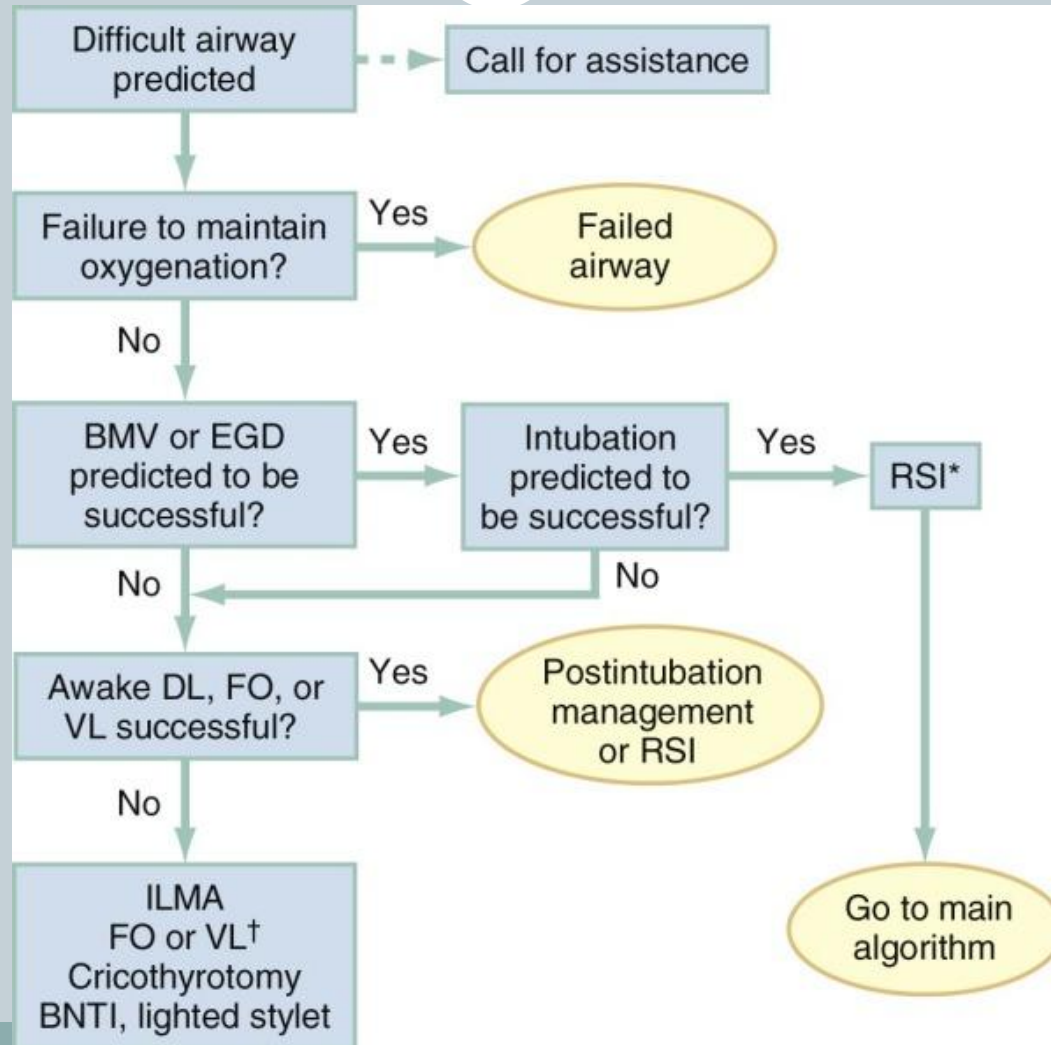 Difficult airway
predicted
Call for assistance
Failure to maintain
oxygenation?
Yes
Failed
airway
No
BMV or EGD
predicted to be
successful?
Yes
Intubation
predicted to
be successful?
Yes
RSI*
No
No
Awake DL, FO, or
VL successful?
Yes
Postintubation
management
or RSI
No
ILMA
FO or VL†
Cricothyrotomy
BNTI, lighted stylet
Go to main
algorithm